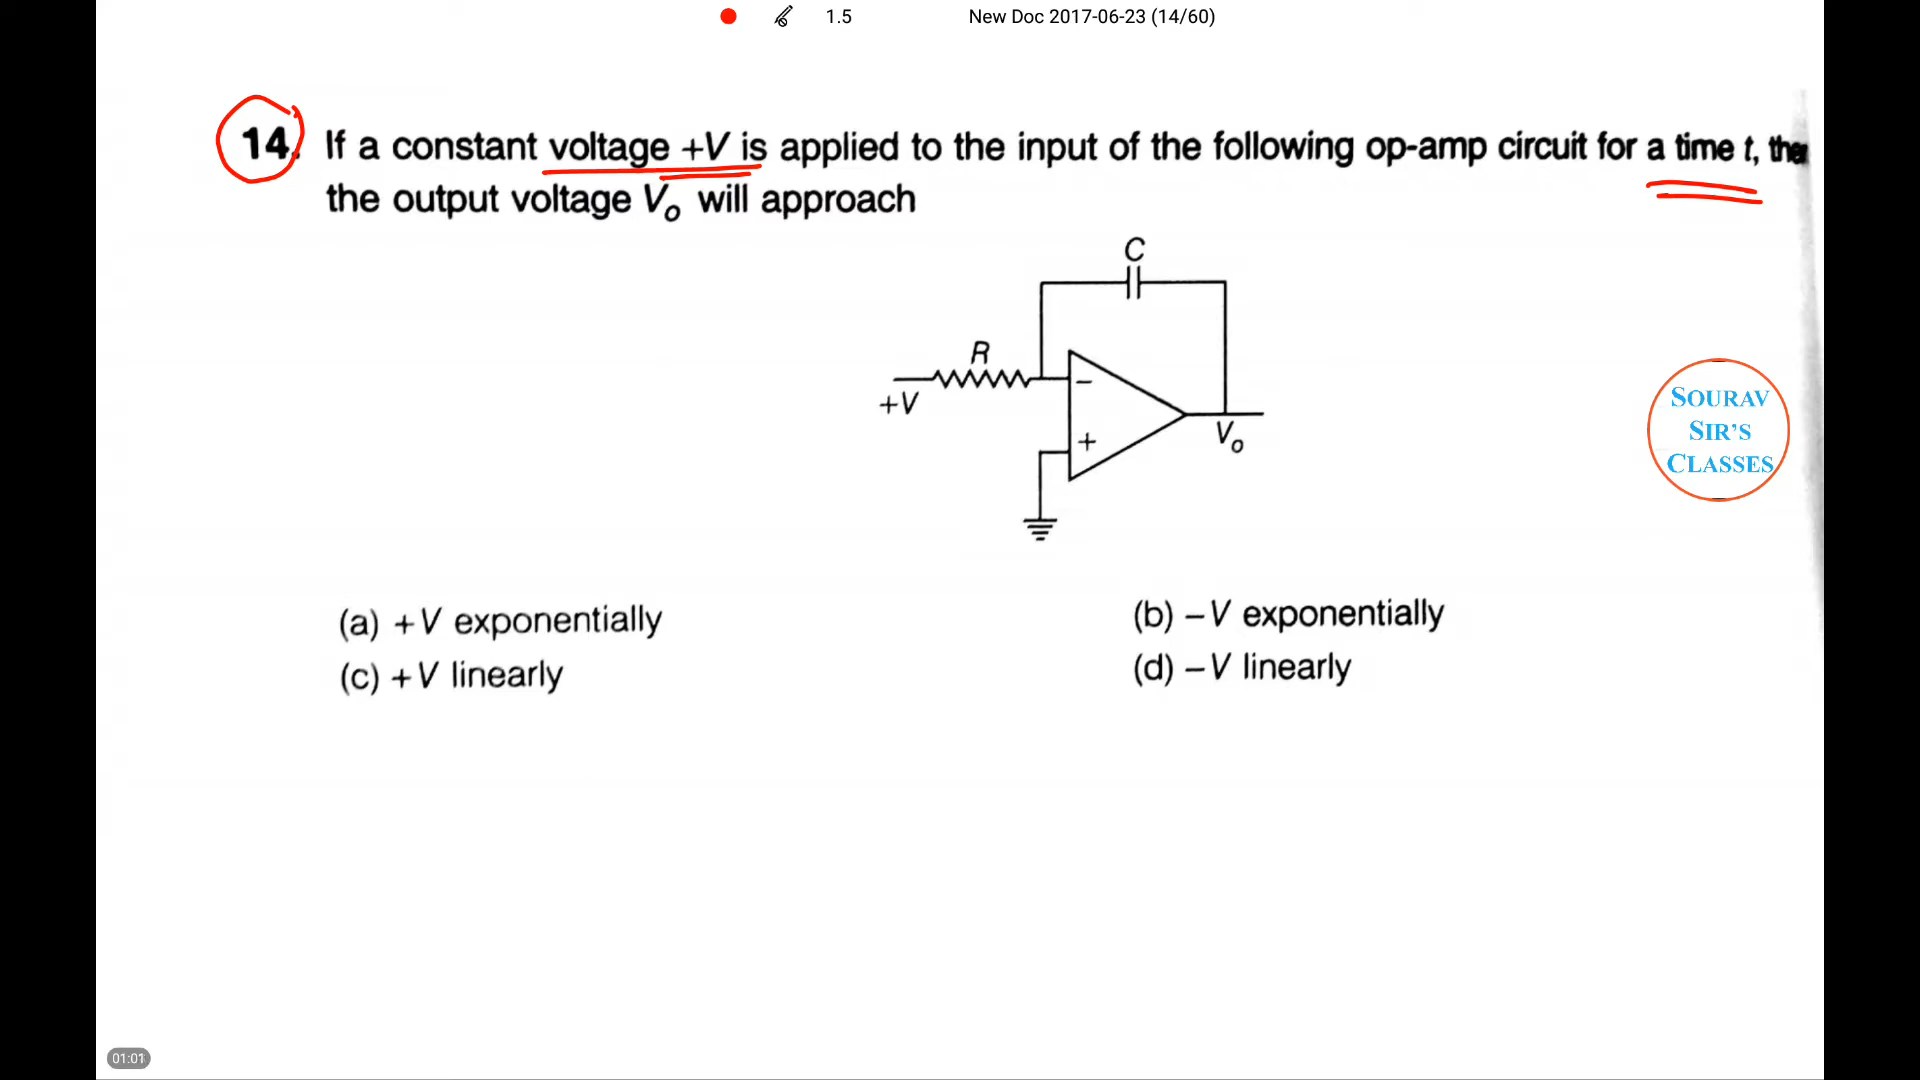 1.5
New Doc 2017-06-23 (14/60)
14. If a constant voltage +V is applied to the input of the following op-amp circuit for a time t,
the output voltage Vo will approach
C
R
+V
−
+
Vo
SOURAV
SIR'S
CLASSES
(a) +V exponentially
(b) –V exponentially
(c) +V linearly
(d) –V linearly
01:01